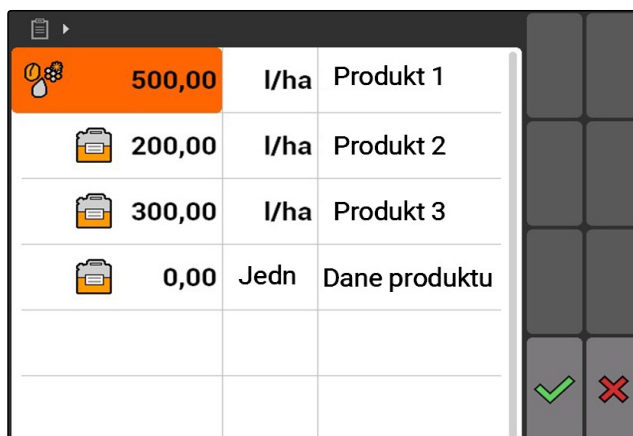 500,00 l/ha Produkt 1
200,00 l/ha Produkt 2
300,00 l/ha Produkt 3
0,00 Jedn Dane produktu